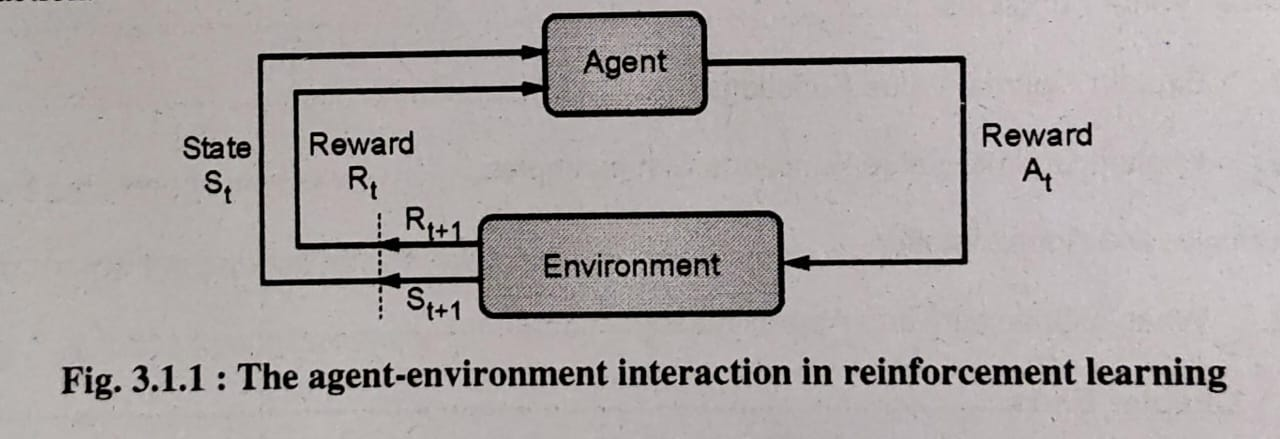 Agent
State
S_t
Reward
R_t
Reward
A_t
R_{t+1}
Environment
S_{t+1}
Fig. 3.1.1 : The agent-environment interaction in reinforcement learning